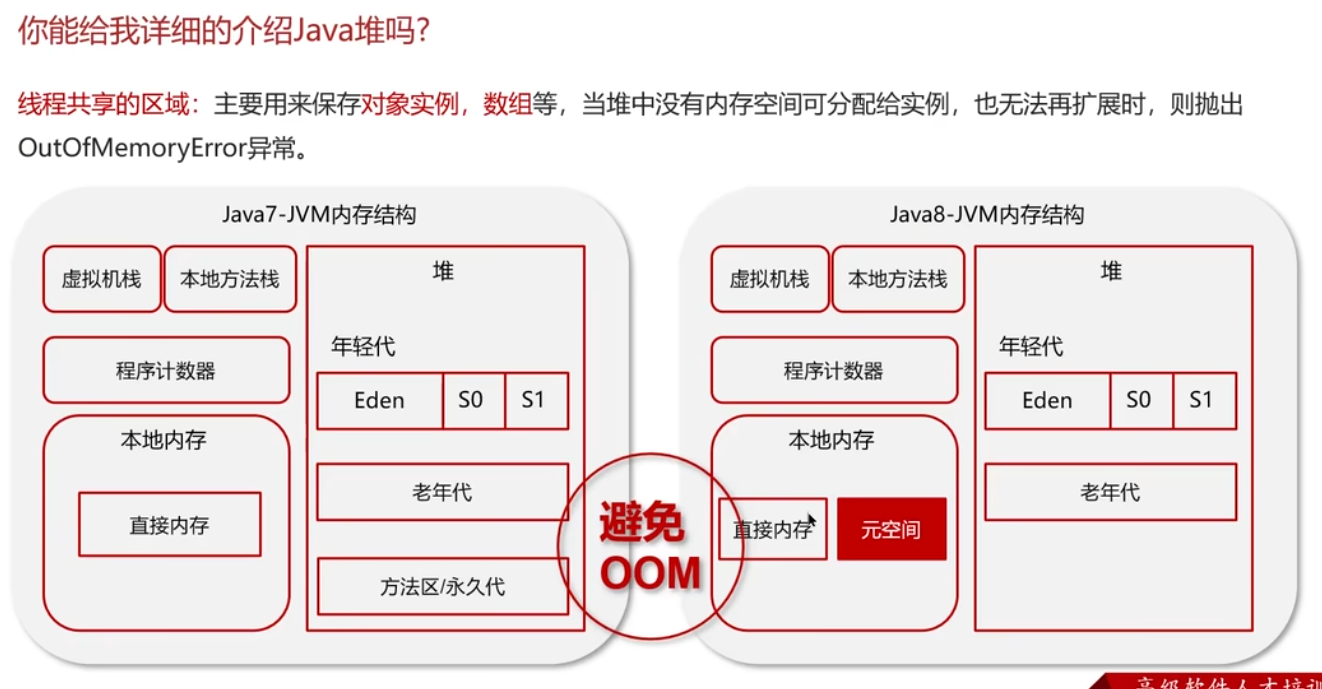 你能给我详细的介绍Java堆吗?
线程共享的区域：主要用来保存对象实例，数组等，当堆中没有内存空间可分配给实例，也无法再扩展时，则抛出
OutOfMemoryError异常。
Java7-JVM内存结构
虚拟机栈
本地方法栈
程序计数器
本地内存
直接内存
堆
年轻代
Eden
S0
S1
老年代
方法区/永久代
避免
OOM
Java8-JVM内存结构
虚拟机栈
本地方法栈
程序计数器
本地内存
直接内存
元空间
堆
年轻代
Eden
S0
S1
老年代
高级软件人才培训